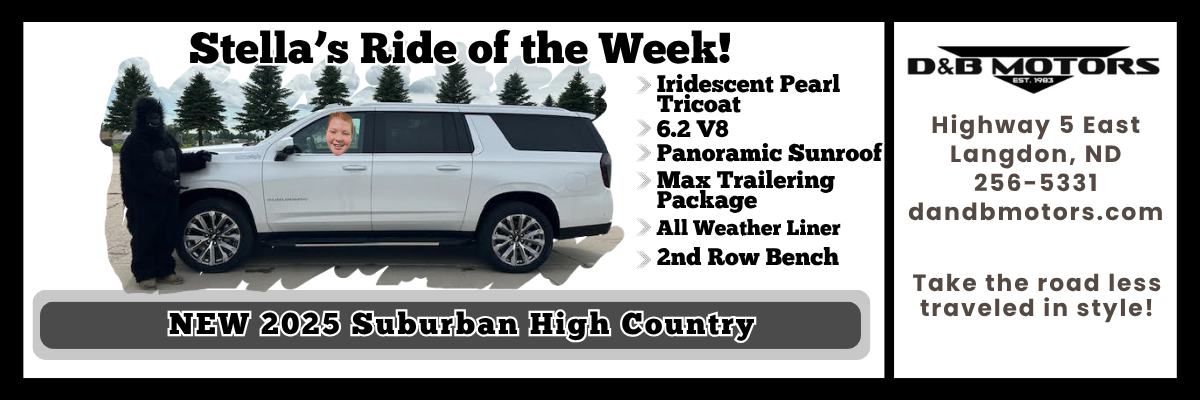 Stella's Ride of the Week!
Iridescent Pearl
Tricoat
6.2 V8
Panoramic Sunroof
Max Trailering
Package
All Weather Liner
2nd Row Bench
NEW 2025 Suburban High Country
D&B MOTORS
EST. 1983
Highway 5 East
Langdon, ND
256-5331
dandbmotors.com
Take the road less
traveled in style!